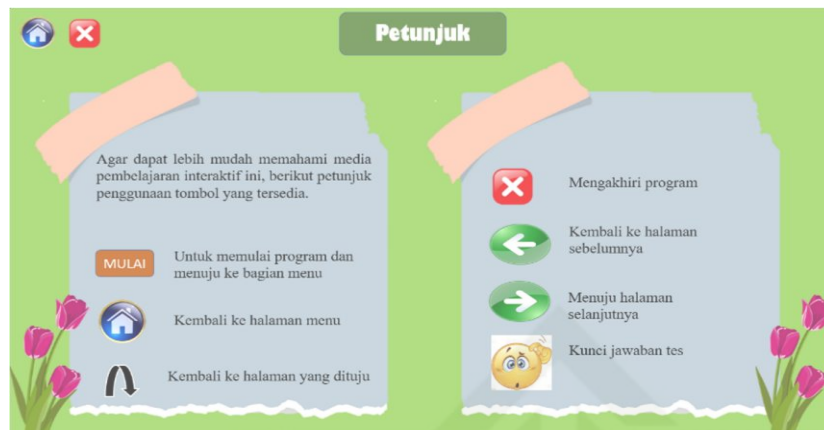 Petunjuk
Agar dapat lebih mudah memahami media
pembelajaran interaktif ini, berikut petunjuk
penggunaan tombol yang tersedia.
MULAI
Untuk memulai program dan
menuju ke bagian menu
Kembali ke halaman menu
Kembali ke halaman yang dituju
Mengakhiri program
Kembali ke halaman
sebelumnya
Menuju halaman
selanjutnya
Kunci jawaban tes